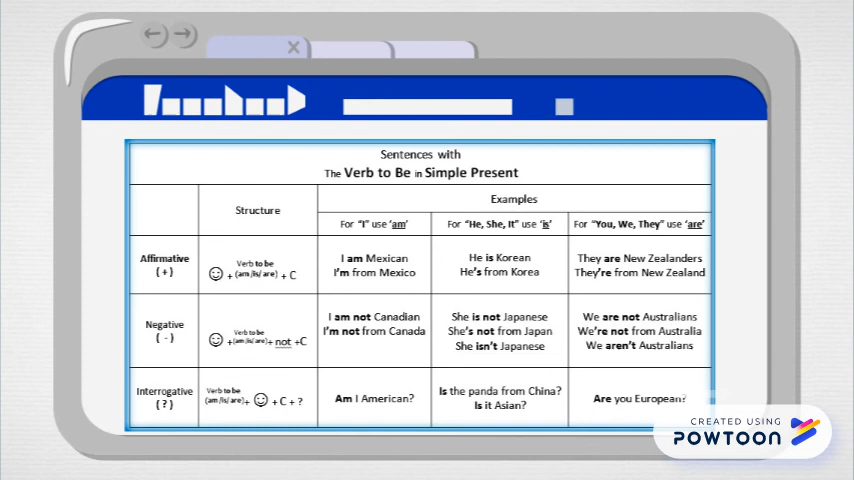 Sentences with
The Verb to Be in Simple Present
Structure
Examples
For "I" use 'am'
For "He, She, It" use 'is'
For "You, We, They" use 'are'
Affirmative
( + )
Verb to be
+ (am/is/are) + C
I am Mexican
I'm from Mexico
He is Korean
He's from Korea
They are New Zealanders
They're from New Zealand
Negative
( - )
Verb to be
+(am/is/are)+ not +C
I am not Canadian
I'm not from Canada
She is not Japanese
She's not from Japan
She isn't Japanese
We are not Australians
We're not from Australia
We aren't Australians
Interrogative
( ? )
Verb to be
(am/is/are)+ + C + ?
Am I American?
Is the panda from China?
Is it Asian?
Are you European?
CREATED USING
POWTOON